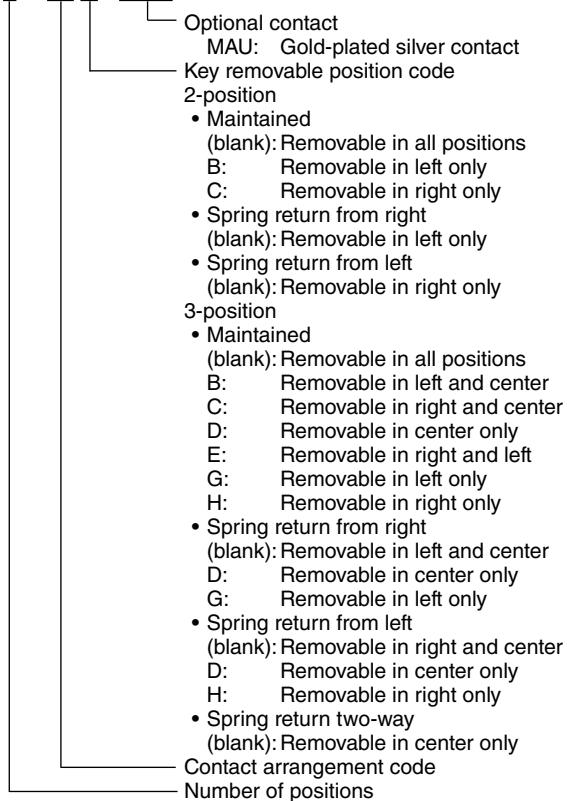 Optional contact
MAU: Gold-plated silver contact
Key removable position code
2-position
• Maintained
(blank): Removable in all positions
B: Removable in left only
C: Removable in right only
• Spring return from right
(blank): Removable in left only
• Spring return from left
(blank): Removable in right only
3-position
• Maintained
(blank): Removable in all positions
B: Removable in left and center
C: Removable in right and center
D: Removable in center only
E: Removable in right and left
G: Removable in left only
H: Removable in right only
• Spring return from right
(blank): Removable in left and center
D: Removable in center only
G: Removable in left only
• Spring return from left
(blank): Removable in right and center
D: Removable in center only
H: Removable in right only
• Spring return two-way
(blank): Removable in center only
Contact arrangement code
Number of positions